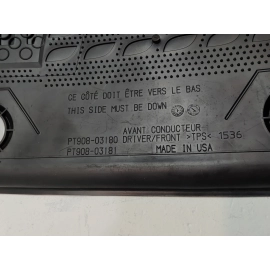 CE CÔTÉ DOIT ÊTRE VERS LE BAS
THIS SIDE MUST BE DOWN
AVANT CONDUCTEUR
PT908-03180 DRIVER/FRONT >TPS< 1536
PT908-03181 MADE IN USA